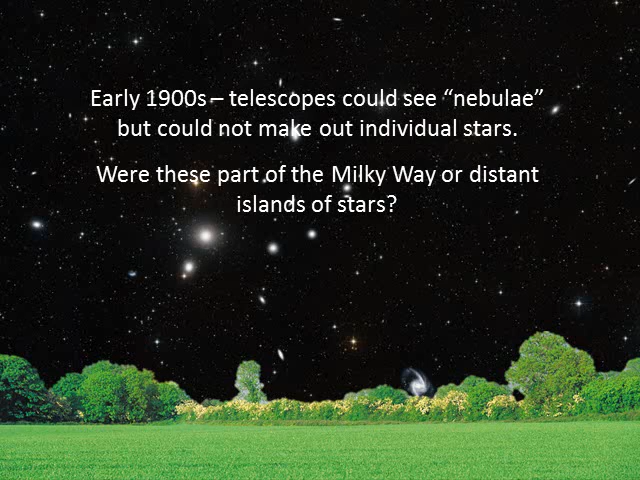 Early 1900s – telescopes could see “nebulae”
but could not make out individual stars.
Were these part of the Milky Way or distant
islands of stars?